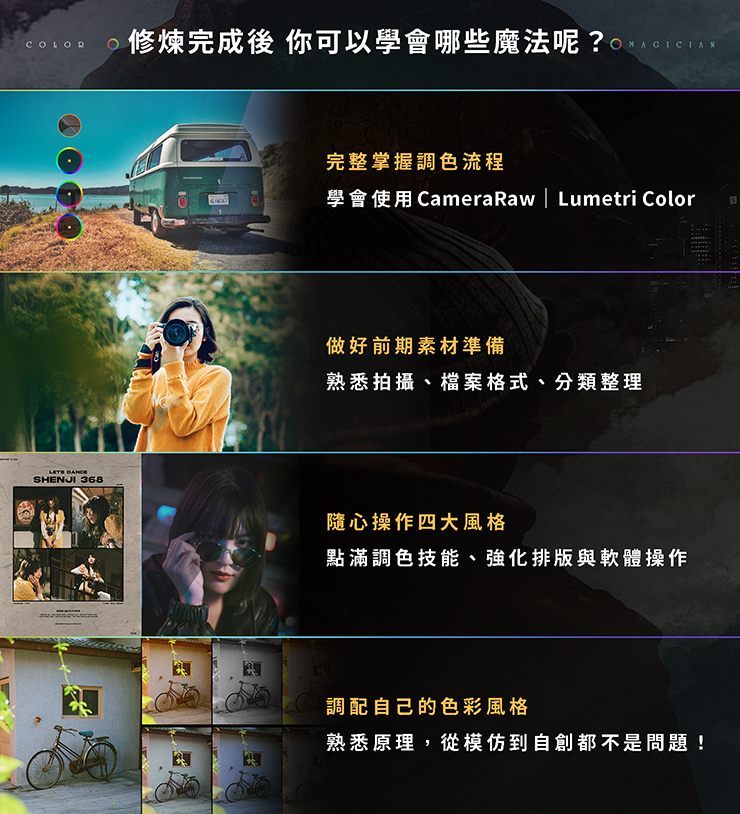 COLOR
修煉完成後 你可以學會哪些魔法呢？
MAGICIAN
完整掌握調色流程
學會使用CameraRaw｜Lumetri Color
做好前期素材準備
熟悉拍攝、檔案格式、分類整理
LET'S DANCE
SHENJI 368
隨心操作四大風格
點滿調色技能、強化排版與軟體操作
調配自己的色彩風格
熟悉原理，從模仿到自創都不是問題！